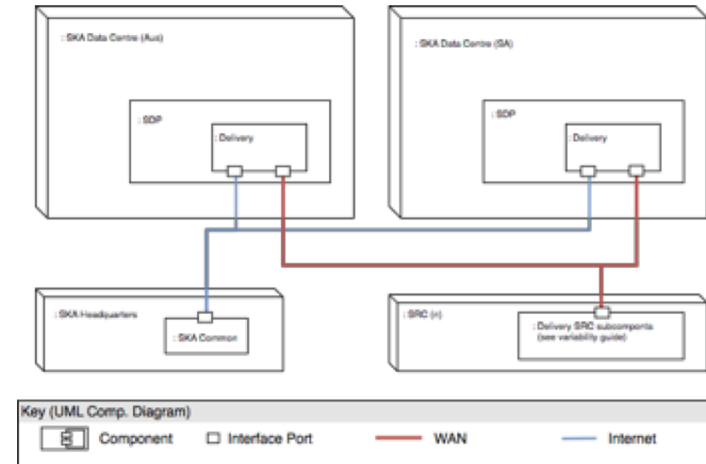 : SKA Data Centre (Aus)
: SKA Data Centre (SA)
: SDP
: SDP
: Delivery
: Delivery
: SKA Headquarters
: SRC (n)
: SKA Common
: Delivery SRC subcomponts
(see variability guide)
Key (UML Comp. Diagram)
Component
Interface Port
WAN
Internet